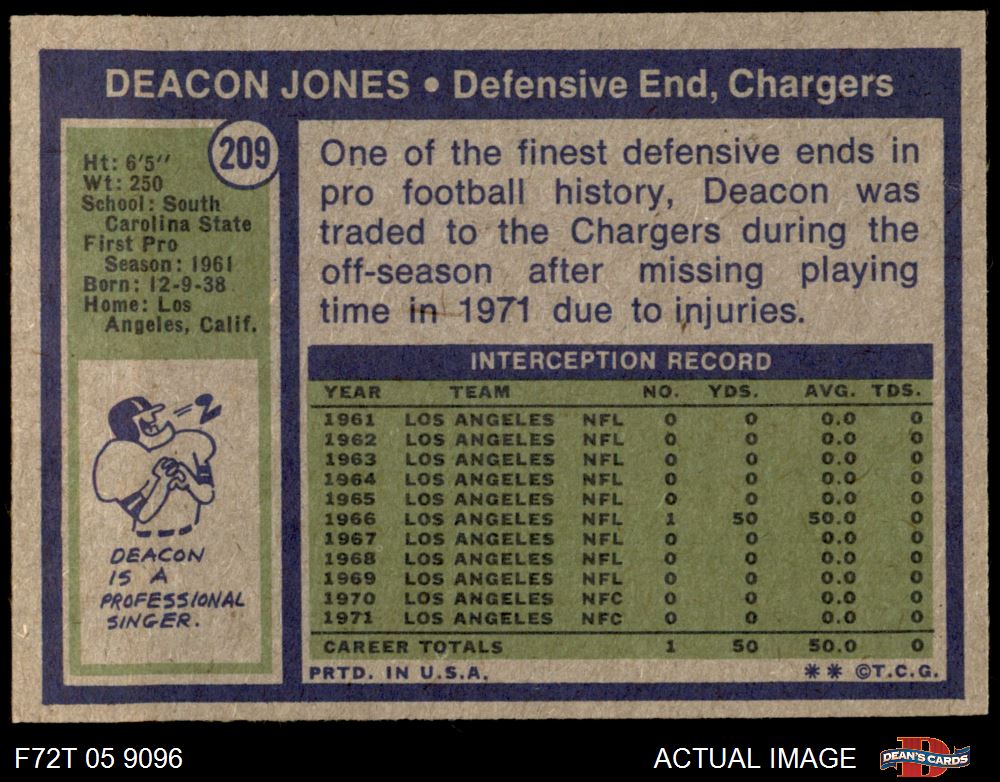 DEACON JONES • Defensive End, Chargers
209
Ht: 6'5''
Wt: 250
School: South
Carolina State
First Pro
Season: 1961
Born: 12-9-38
Home: Los
Angeles, Calif.
DEACON
IS A
PROFESSIONAL
SINGER.
One of the finest defensive ends in
pro football history, Deacon was
traded to the Chargers during the
off-season after missing playing
time in 1971 due to injuries.
INTERCEPTION RECORD
YEAR TEAM NO. YDS. AVG. TDS.
1961 LOS ANGELES NFL 0 0 0.0 0
1962 LOS ANGELES NFL 0 0 0.0 0
1963 LOS ANGELES NFL 0 0 0.0 0
1964 LOS ANGELES NFL 0 0 0.0 0
1965 LOS ANGELES NFL 0 0 0.0 0
1966 LOS ANGELES NFL 1 50 50.0 0
1967 LOS ANGELES NFL 0 0 0.0 0
1968 LOS ANGELES NFL 0 0 0.0 0
1969 LOS ANGELES NFL 0 0 0.0 0
1970 LOS ANGELES NFC 0 0 0.0 0
1971 LOS ANGELES NFC 0 0 0.0 0
CAREER TOTALS 1 50 50.0 0
PRTD. IN U.S.A. ** ©T.C.G.
F72T 05 9096 ACTUAL IMAGE DEAN'S CARDS